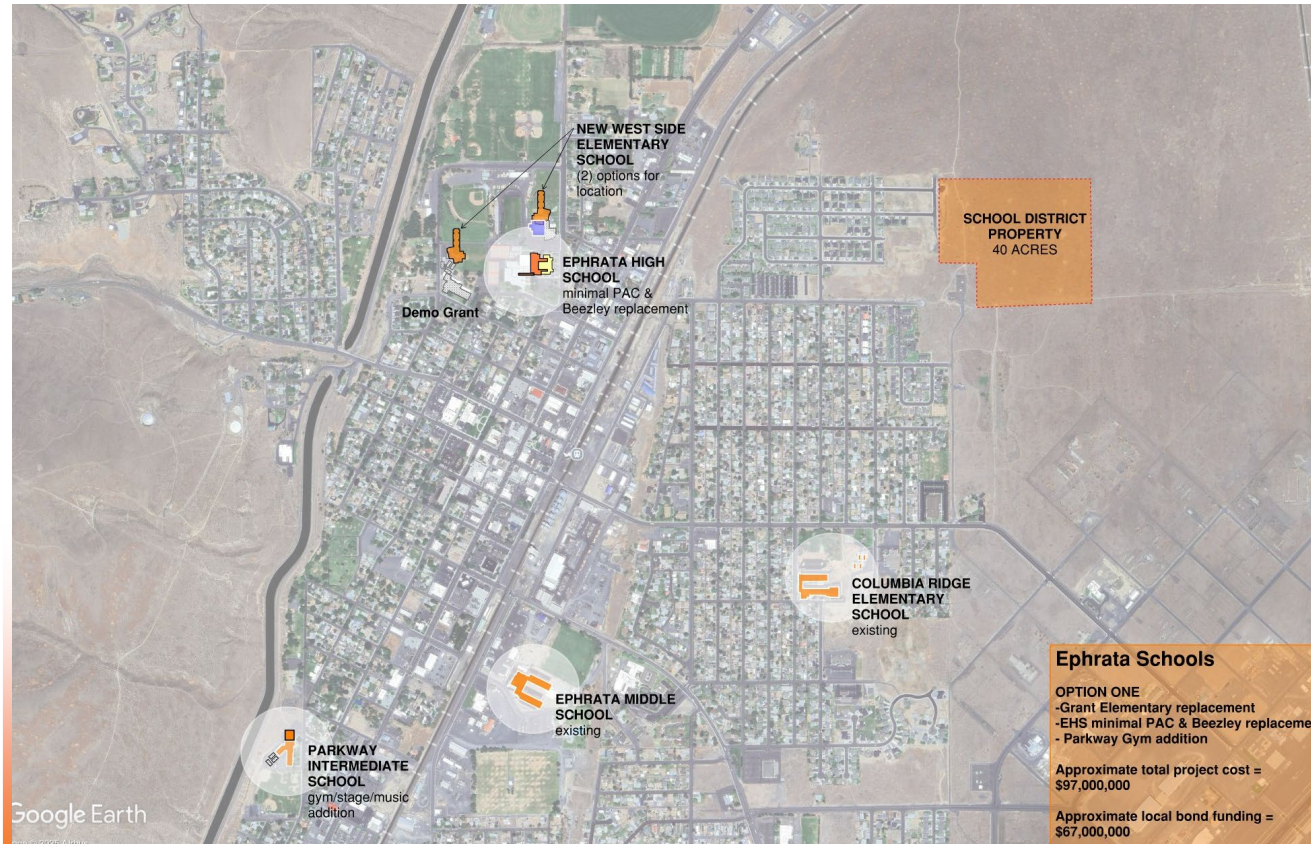 NEW WEST SIDE
ELEMENTARY
SCHOOL
(2) options for
location
SCHOOL DISTRICT
PROPERTY
40 ACRES
EPHRATA HIGH
SCHOOL
minimal PAC &
Beezley replacement
Demo Grant
COLUMBIA RIDGE
ELEMENTARY
SCHOOL
existing
EPHRATA MIDDLE
SCHOOL
existing
PARKWAY
INTERMEDIATE
SCHOOL
gym/stage/music
addition
Ephrata Schools
OPTION ONE
-Grant Elementary replacement
-EHS minimal PAC & Beezley replaceme
- Parkway Gym addition
Approximate total project cost =
$97,000,000
Approximate local bond funding =
$67,000,000
Google Earth